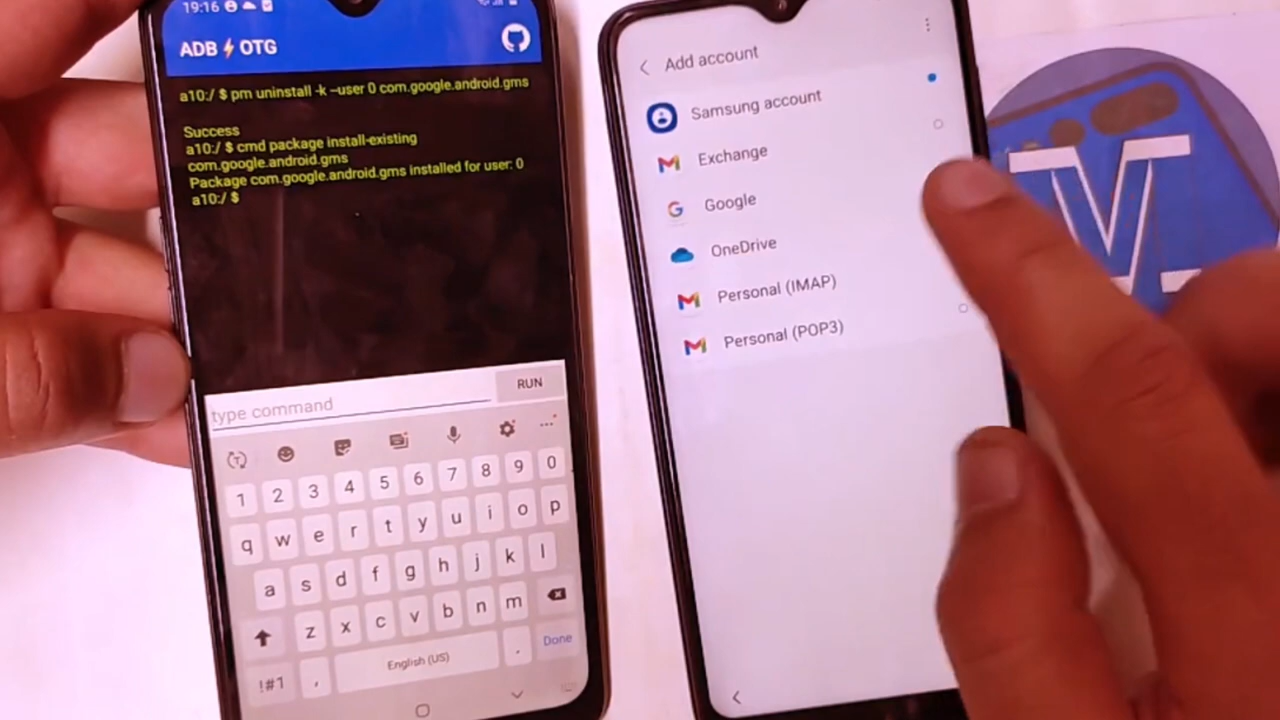 19:16
ADB⚡OTG
a10:/ $ pm uninstall -k --user 0 com.google.android.gms
Success
a10:/ $ cmd package install-existing
com.google.android.gms
Package com.google.android.gms installed for user: 0
a10:/ $
type command
RUN
1 2 3 4 5 6 7 8 9 0
q w e r t y u i o p
a s d f g h j k l
z x c v b n m
!#1 , English (US) . Done
Add account
Samsung account
Exchange
Google
OneDrive
Personal (IMAP)
Personal (POP3)